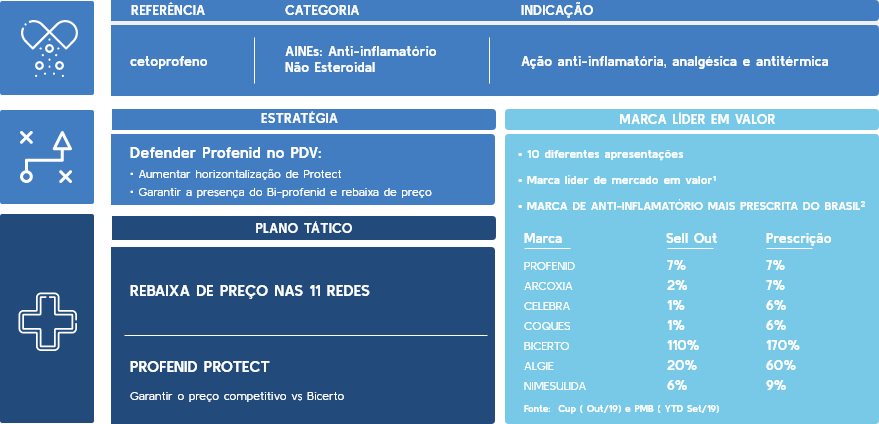 REFERÊNCIA CATEGORIA INDICAÇÃO
cetoprofeno
AINEs: Anti-inflamatório
Não Esteroidal
Ação anti-inflamatória, analgésica e antitérmica
ESTRATÉGIA
Defender Profenid no PDV:
• Aumentar horizontalização de Protect
• Garantir a presença do Bi-profenid e rebaixa de preço
PLANO TÁTICO
REBAIXA DE PREÇO NAS 11 REDES
PROFENID PROTECT
Garantir o preço competitivo vs Bicerto
MARCA LÍDER EM VALOR
• 10 diferentes apresentações
• Marca líder de mercado em valor¹
• MARCA DE ANTI-INFLAMATÓRIO MAIS PRESCRITA DO BRASIL²
Marca Sell Out Prescrição
PROFENID 7% 7%
ARCOXIA 2% 7%
CELEBRA 1% 6%
COQUES 1% 6%
BICERTO 110% 170%
ALGIE 20% 60%
NIMESULIDA 6% 9%
Fonte: Cup ( Out/19) e PMB ( YTD Set/19)